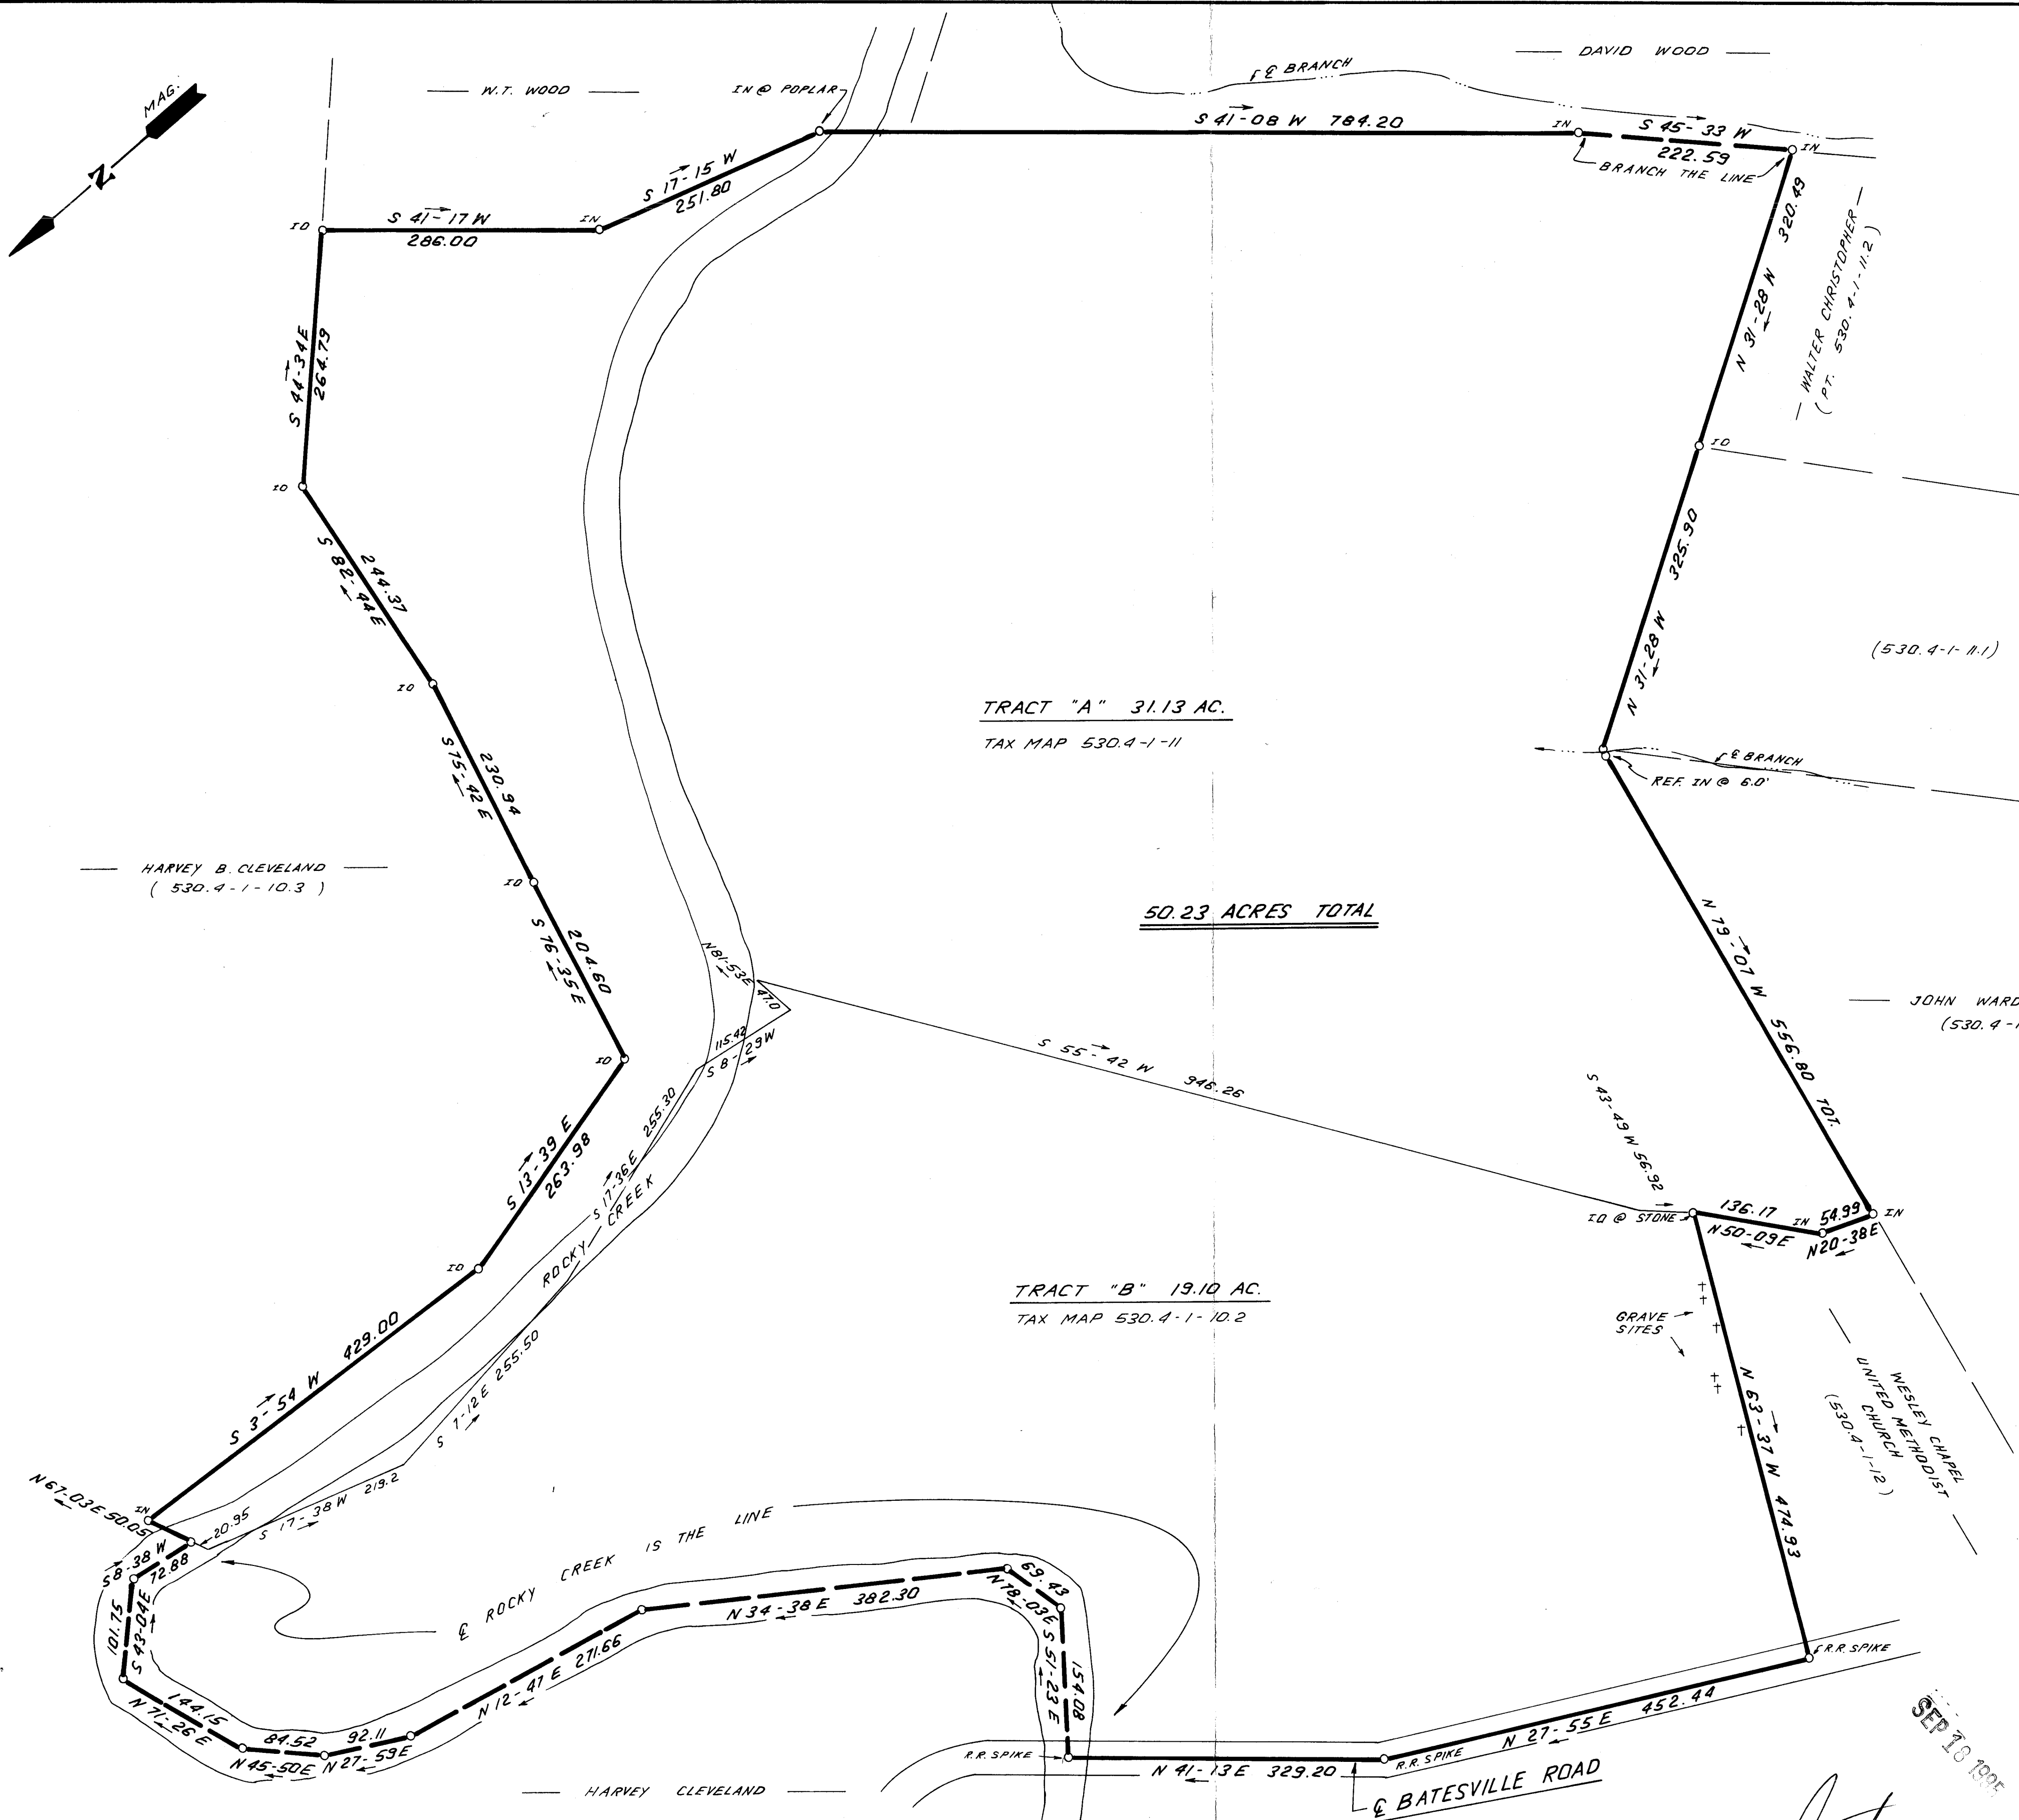 DAVID WOOD
W.T. WOOD
IN @ POPLAR
℄ BRANCH
MAG.
N
S 41-08 W 784.20
IN
S 45-33 W
222.59
IN
BRANCH THE LINE
S 17-15 W
251.80
IO
S 41-17 W
286.00
IN
320.49
N 31-28 W
— WALTER CHRISTOPHER —
(PT. 530.4-1-11.2)
S 44-34E
264.79
IO
IO
244.37
S 82-44 E
325.90
N 31-28 W
(530.4-1-11.1)
IO
TRACT "A" 31.13 AC.
TAX MAP 530.4-1-11
230.94
S 75-42 E
℄ BRANCH
REF. IN @ 6.0'
HARVEY B. CLEVELAND
( 530.4-1-10.3 )
IO
50.23 ACRES TOTAL
204.60
S 76-35 E
N 79-07 W 556.80 TOT.
N81-53E
47.0
JOHN WARD
(530.4-1
115.42
S 8-29W
S 55-42 W 946.26
IO
S 43-49 W 56.92
S 13-39 E
263.98
S 17-36E 255.30
ROCKY CREEK
IO @ STONE
136.17
N50-09E
IN
54.99
N20-38E
IN
IO
TRACT "B" 19.10 AC.
TAX MAP 530.4-1-10.2
GRAVE
SITES
S 3-54 W 429.00
S 7-12E 255.50
N 63-37 W 474.93
WESLEY CHAPEL
UNITED METHODIST
CHURCH
(530.4-1-12)
N67-03E 50.05
IN
20.95
S 17-38W 219.2
S8-38 W
72.88
℄ ROCKY CREEK IS THE LINE
101.75
S 43-04E
69.43
N78-03E
N 34-38 E 382.30
S 51-23 E
154.08
N 12-47 E 271.66
144.15
N 71-26 E
84.52
N45-50E
92.11
N27-59E
R.R. SPIKE
R.R. SPIKE
N 27-55 E 452.44
R.R. SPIKE
N 41-13E 329.20
HARVEY CLEVELAND
℄ BATESVILLE ROAD
SEP 18 1985